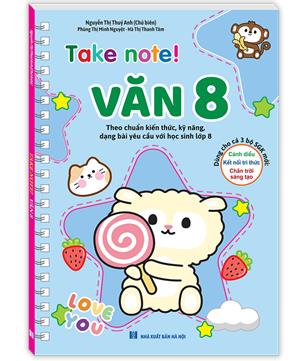 Nguyễn Thị Thuỳ Anh (Chủ biên)
Phùng Thị Minh Nguyệt - Hà Thị Thanh Tâm
Take note!
VĂN 8
Theo chuẩn kiến thức, kỹ năng,
dạng bài yêu cầu với học sinh lớp 8
Dùng cho cả 3 bộ SGK mới:
Cánh diều
Kết nối tri thức
Chân trời
sáng tạo
LOVE
YOU
NHÀ XUẤT BẢN HÀ NỘI